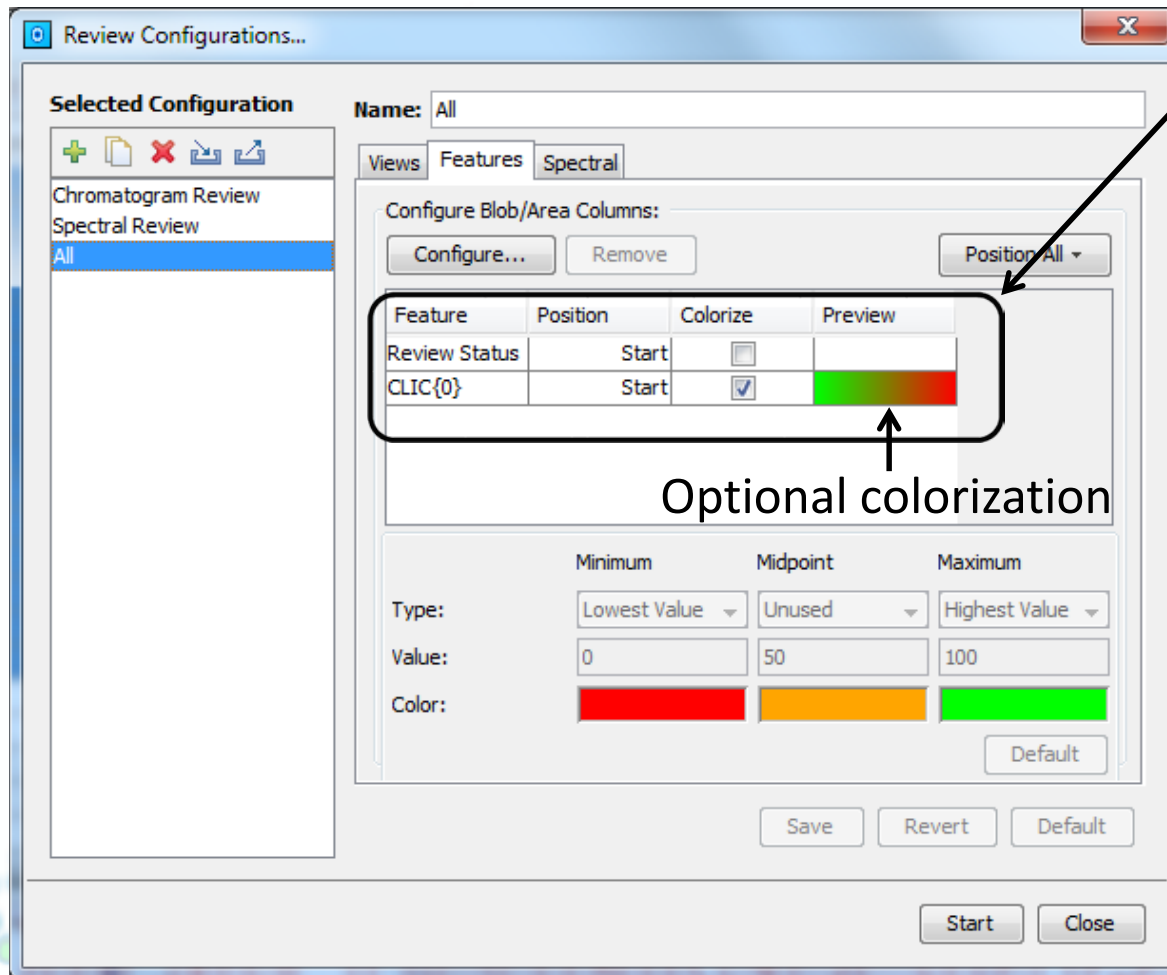 Review Configurations...
Selected Configuration
Name: All
Views Features Spectral
Chromatogram Review
Spectral Review
All
Configure Blob/Area Columns:
Configure... Remove Position All
Feature Position Colorize Preview
Review Status Start
CLIC{0} Start
Optional colorization
Minimum Midpoint Maximum
Type: Lowest Value Unused Highest Value
Value: 0 50 100
Color:
Default
Save Revert Default
Start Close